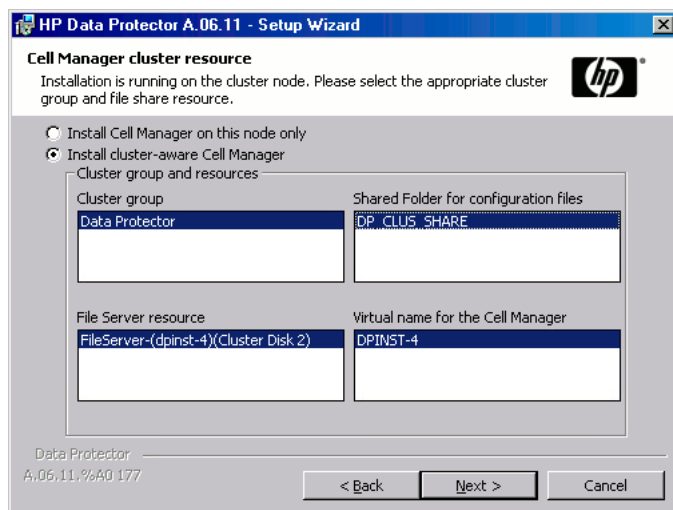 HP Data Protector A.06.11 - Setup Wizard
Cell Manager cluster resource
Installation is running on the cluster node. Please select the appropriate cluster
group and file share resource.
hp
Install Cell Manager on this node only
Install cluster-aware Cell Manager
Cluster group and resources
Cluster group
Shared Folder for configuration files
Data Protector
DP_CLUS_SHARE
File Server resource
Virtual name for the Cell Manager
FileServer-(dpinst-4)(Cluster Disk 2)
DPINST-4
Data Protector
A.06.11.%A0 177
< Back
Next >
Cancel